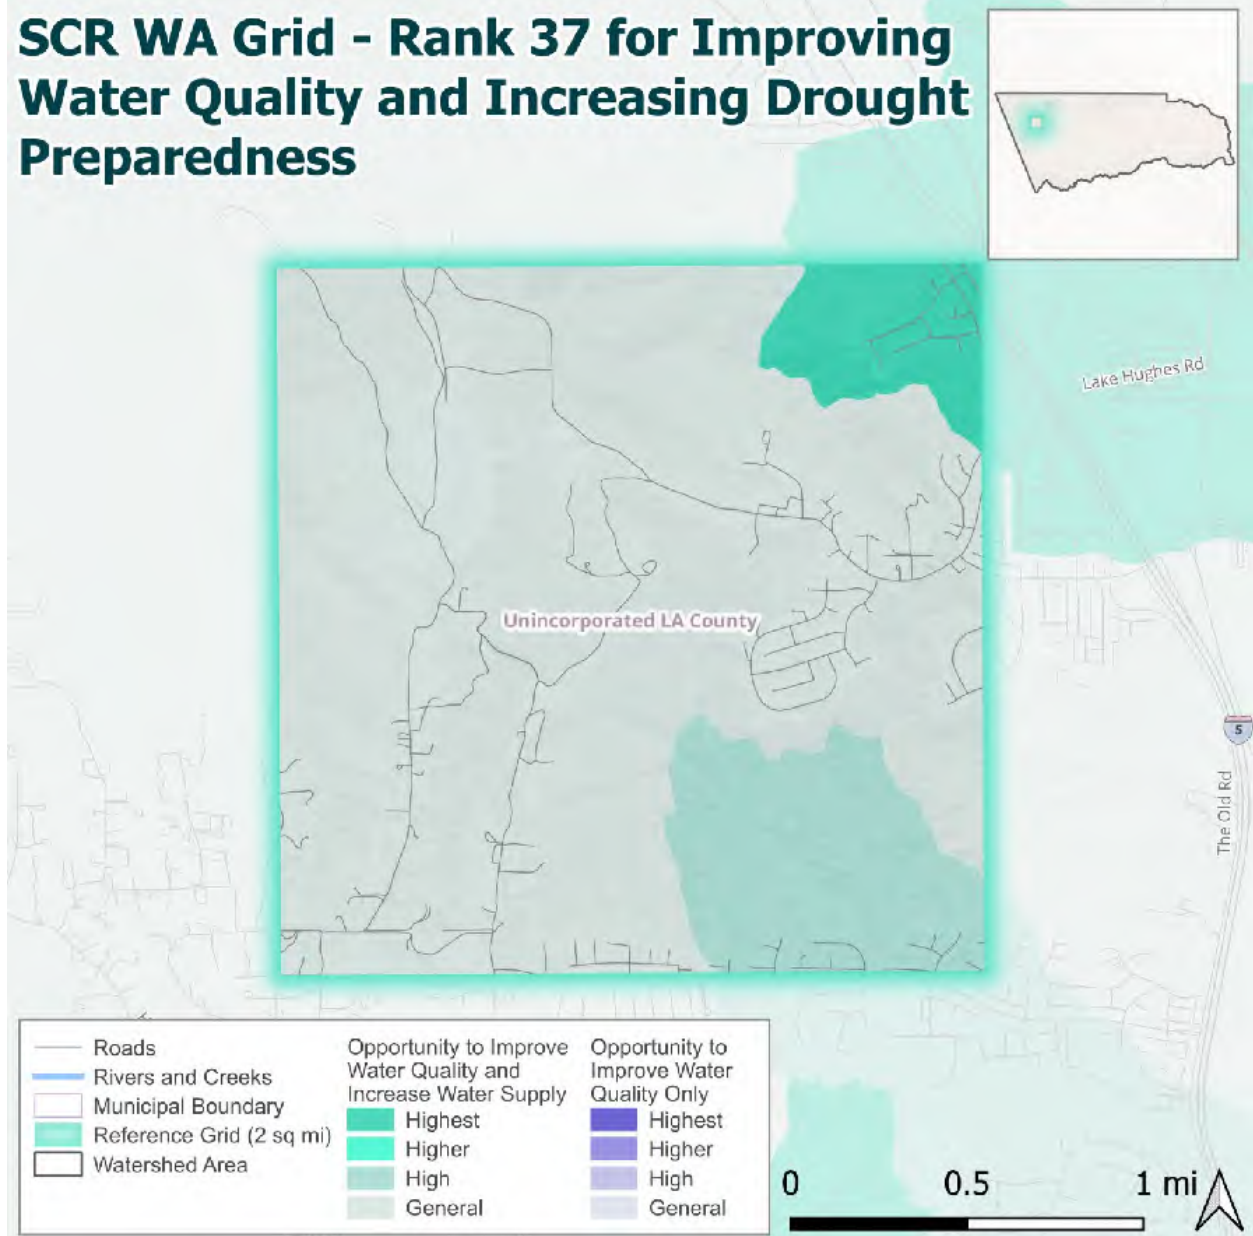 SCR WA Grid - Rank 37 for Improving
Water Quality and Increasing Drought
Preparedness
Lake Hughes Rd
Unincorporated LA County
5
The Old Rd
Roads
Rivers and Creeks
Municipal Boundary
Reference Grid (2 sq mi)
Watershed Area
Opportunity to Improve
Water Quality and
Increase Water Supply
Highest
Higher
High
General
Opportunity to
Improve Water
Quality Only
Highest
Higher
High
General
0 0.5 1 mi